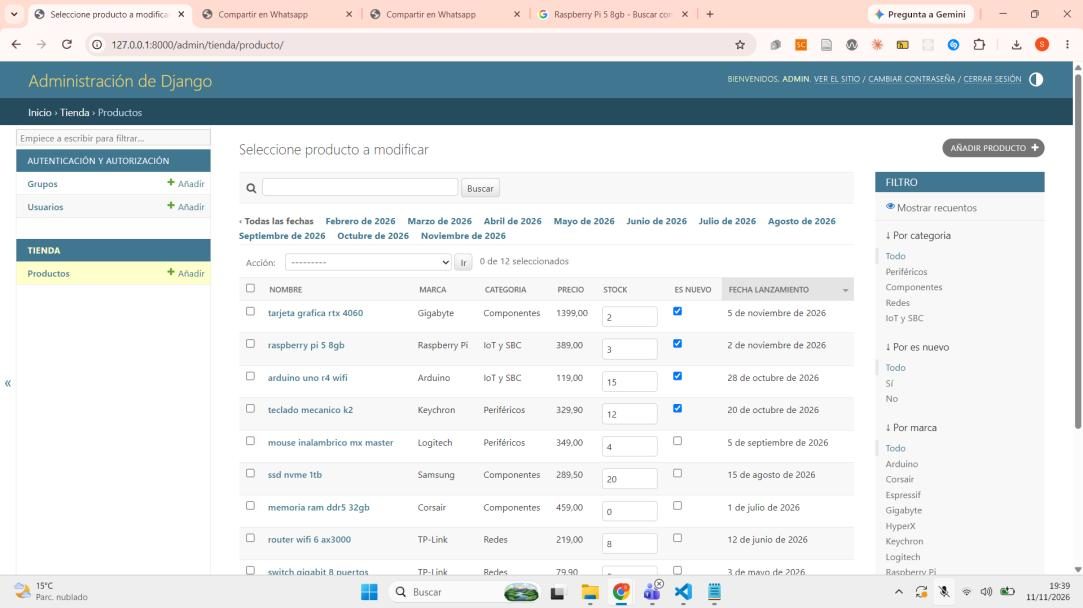 Seleccione producto a modifica
Compartir en Whatsapp
Compartir en Whatsapp
Raspberry Pi 5 8gb - Buscar con
Pregunta a Gemini
127.0.0.1:8000/admin/tienda/producto/
Administración de Django
BIENVENIDOS, ADMIN. VER EL SITIO / CAMBIAR CONTRASEÑA / CERRAR SESIÓN
Inicio › Tienda › Productos
Empiece a escribir para filtrar...
AUTENTICACIÓN Y AUTORIZACIÓN
Grupos + Añadir
Usuarios + Añadir
TIENDA
Productos + Añadir
«
Seleccione producto a modificar
AÑADIR PRODUCTO +
Buscar
‹ Todas las fechas Febrero de 2026 Marzo de 2026 Abril de 2026 Mayo de 2026 Junio de 2026 Julio de 2026 Agosto de 2026
Septiembre de 2026 Octubre de 2026 Noviembre de 2026
Acción: --------- Ir 0 de 12 seleccionados
NOMBRE MARCA CATEGORIA PRECIO STOCK ES NUEVO FECHA LANZAMIENTO
tarjeta grafica rtx 4060 Gigabyte Componentes 1399,00 2 5 de noviembre de 2026
raspberry pi 5 8gb Raspberry Pi IoT y SBC 389,00 3 2 de noviembre de 2026
arduino uno r4 wifi Arduino IoT y SBC 119,00 15 28 de octubre de 2026
teclado mecanico k2 Keychron Periféricos 329,90 12 20 de octubre de 2026
mouse inalambrico mx master Logitech Periféricos 349,00 4 5 de septiembre de 2026
ssd nvme 1tb Samsung Componentes 289,50 20 15 de agosto de 2026
memoria ram ddr5 32gb Corsair Componentes 459,00 0 1 de julio de 2026
router wifi 6 ax3000 TP-Link Redes 219,00 8 12 de junio de 2026
switch gigabit 8 puertos TP-Link Redes 79,90 3 de mayo de 2026
FILTRO
Mostrar recuentos
↓ Por categoria
Todo
Periféricos
Componentes
Redes
IoT y SBC
↓ Por es nuevo
Todo
Sí
No
↓ Por marca
Todo
Arduino
Corsair
Espressif
Gigabyte
HyperX
Keychron
Logitech
Raspberry Pi
15°C
Parc. nublado
Buscar
19:39
11/11/2026